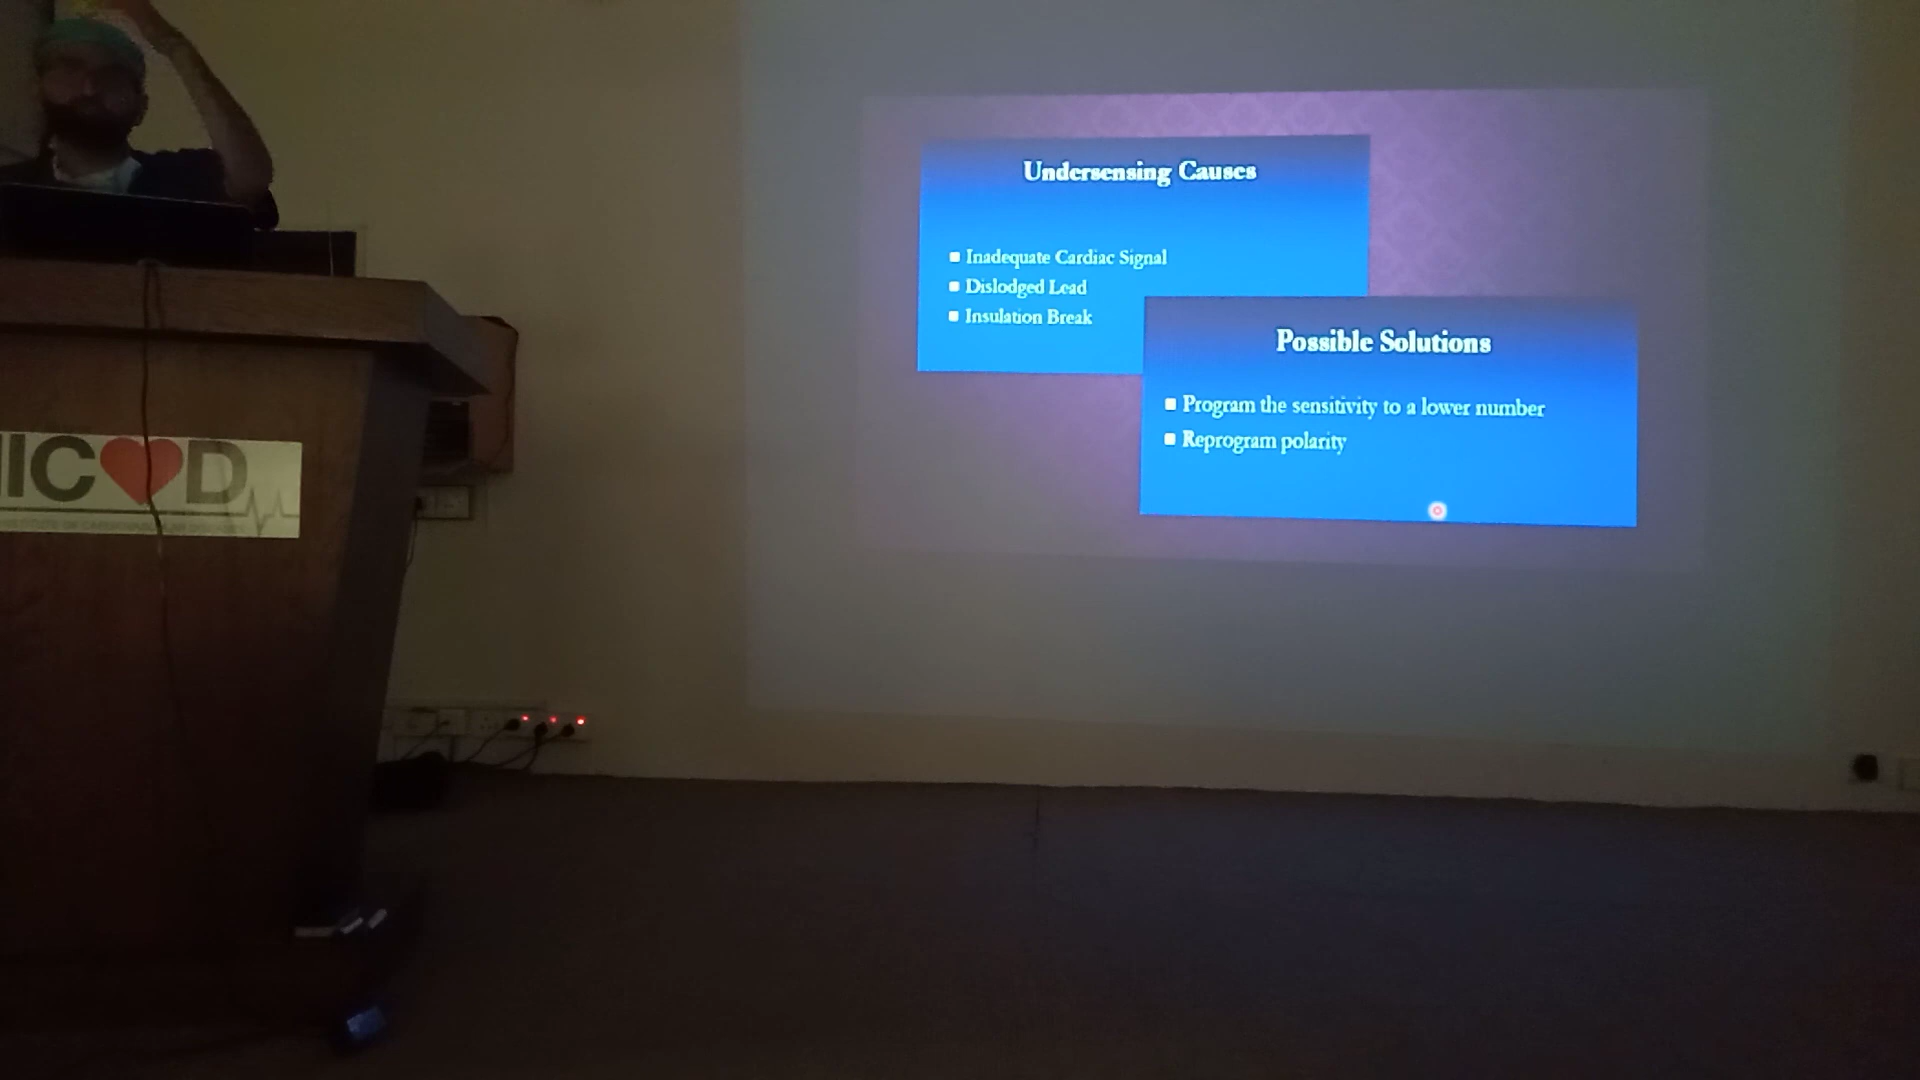 Undersensing Causes
Inadequate Cardiac Signal
Dislodged Lead
Insulation Break
Possible Solutions
Program the sensitivity to a lower number
Reprogram polarity
IC D